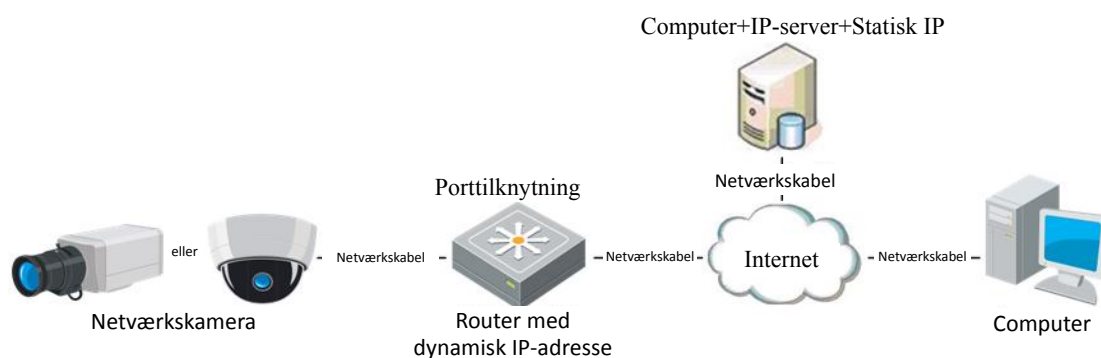 Computer+IP-server+Statisk IP
Netværkskabel
Porttilknytning
eller
Netværkskabel
Netværkskabel
Internet
Netværkskabel
Netværkskamera
Router med
dynamisk IP-adresse
Computer